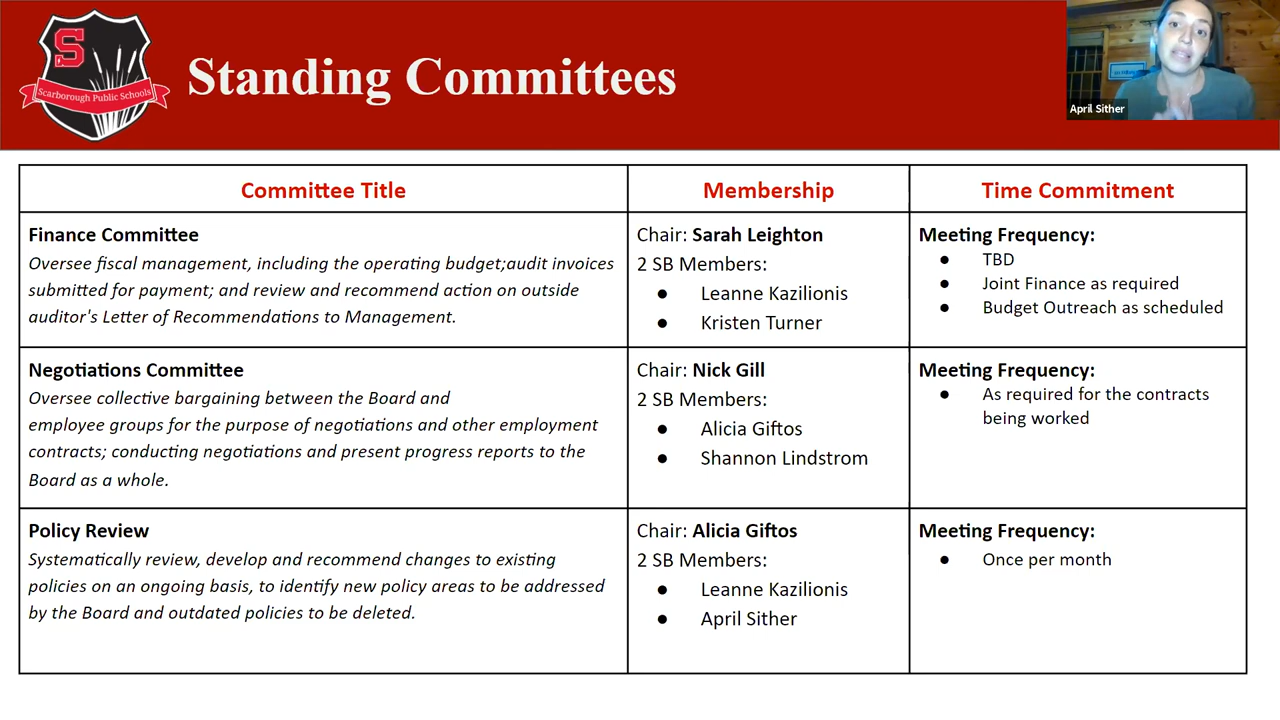 S
Scarborough Public Schools
Standing Committees
April Sither
Committee Title
Membership
Time Commitment
Finance Committee
Oversee fiscal management, including the operating budget;audit invoices
submitted for payment; and review and recommend action on outside
auditor's Letter of Recommendations to Management.
Chair: Sarah Leighton
2 SB Members:
● Leanne Kazilionis
● Kristen Turner
Meeting Frequency:
● TBD
● Joint Finance as required
● Budget Outreach as scheduled
Negotiations Committee
Oversee collective bargaining between the Board and
employee groups for the purpose of negotiations and other employment
contracts; conducting negotiations and present progress reports to the
Board as a whole.
Chair: Nick Gill
2 SB Members:
● Alicia Giftos
● Shannon Lindstrom
Meeting Frequency:
● As required for the contracts
being worked
Policy Review
Systematically review, develop and recommend changes to existing
policies on an ongoing basis, to identify new policy areas to be addressed
by the Board and outdated policies to be deleted.
Chair: Alicia Giftos
2 SB Members:
● Leanne Kazilionis
● April Sither
Meeting Frequency:
● Once per month